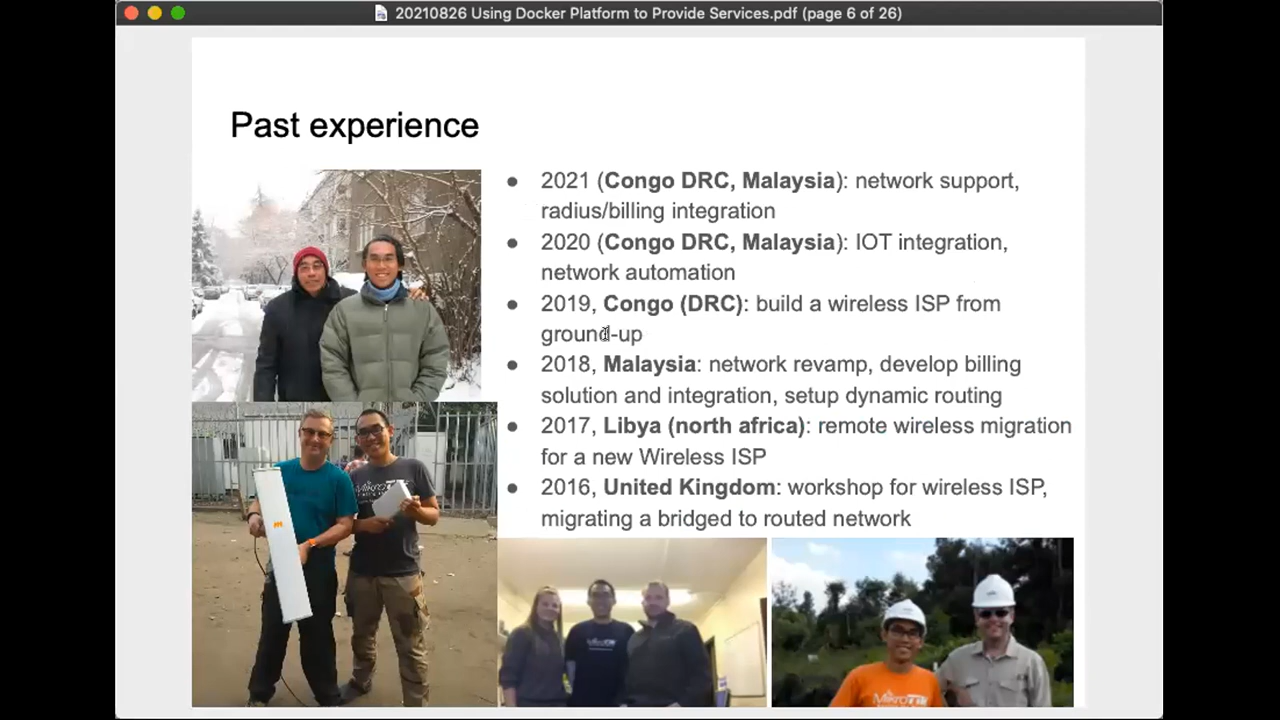 20210826 Using Docker Platform to Provide Services.pdf (page 6 of 26)
Past experience
● 2021 (Congo DRC, Malaysia): network support,
radius/billing integration
● 2020 (Congo DRC, Malaysia): IOT integration,
network automation
● 2019, Congo (DRC): build a wireless ISP from
ground-up
● 2018, Malaysia: network revamp, develop billing
solution and integration, setup dynamic routing
● 2017, Libya (north africa): remote wireless migration
for a new Wireless ISP
● 2016, United Kingdom: workshop for wireless ISP,
migrating a bridged to routed network
MikroTik
MikroTik
MikroTik